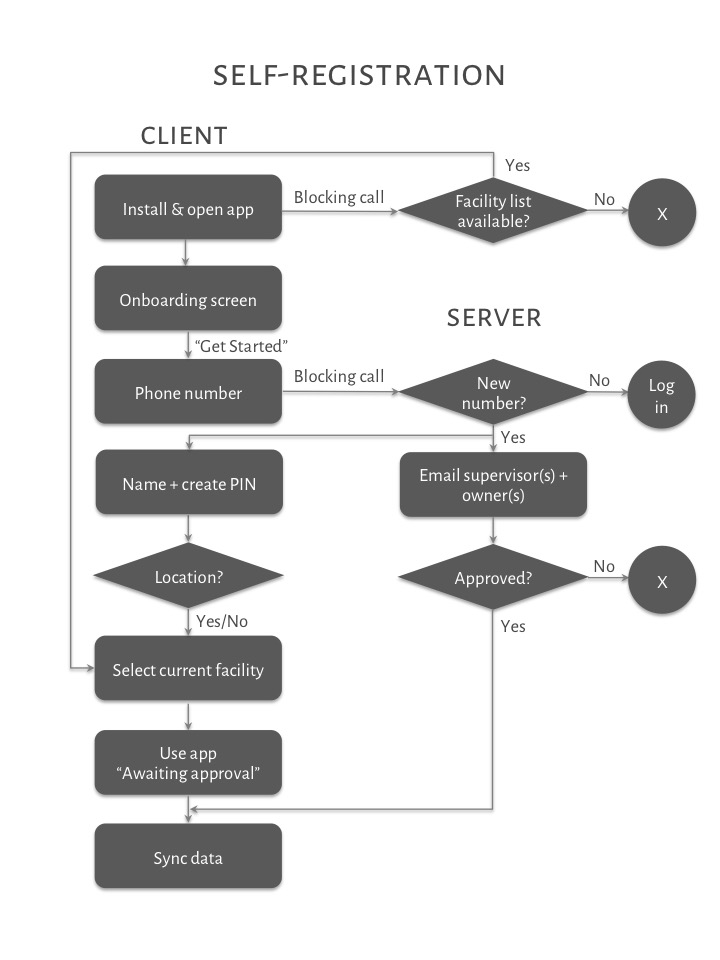 SELF-REGISTRATION
CLIENT
Yes
Install & open app
Blocking call
Facility list
available?
No
X
Onboarding screen
SERVER
“Get Started”
Phone number
Blocking call
New
number?
No
Log
in
Yes
Name + create PIN
Email supervisor(s) +
owner(s)
Location?
Approved?
No
X
Yes/No
Yes
Select current facility
Use app
“Awaiting approval”
Sync data